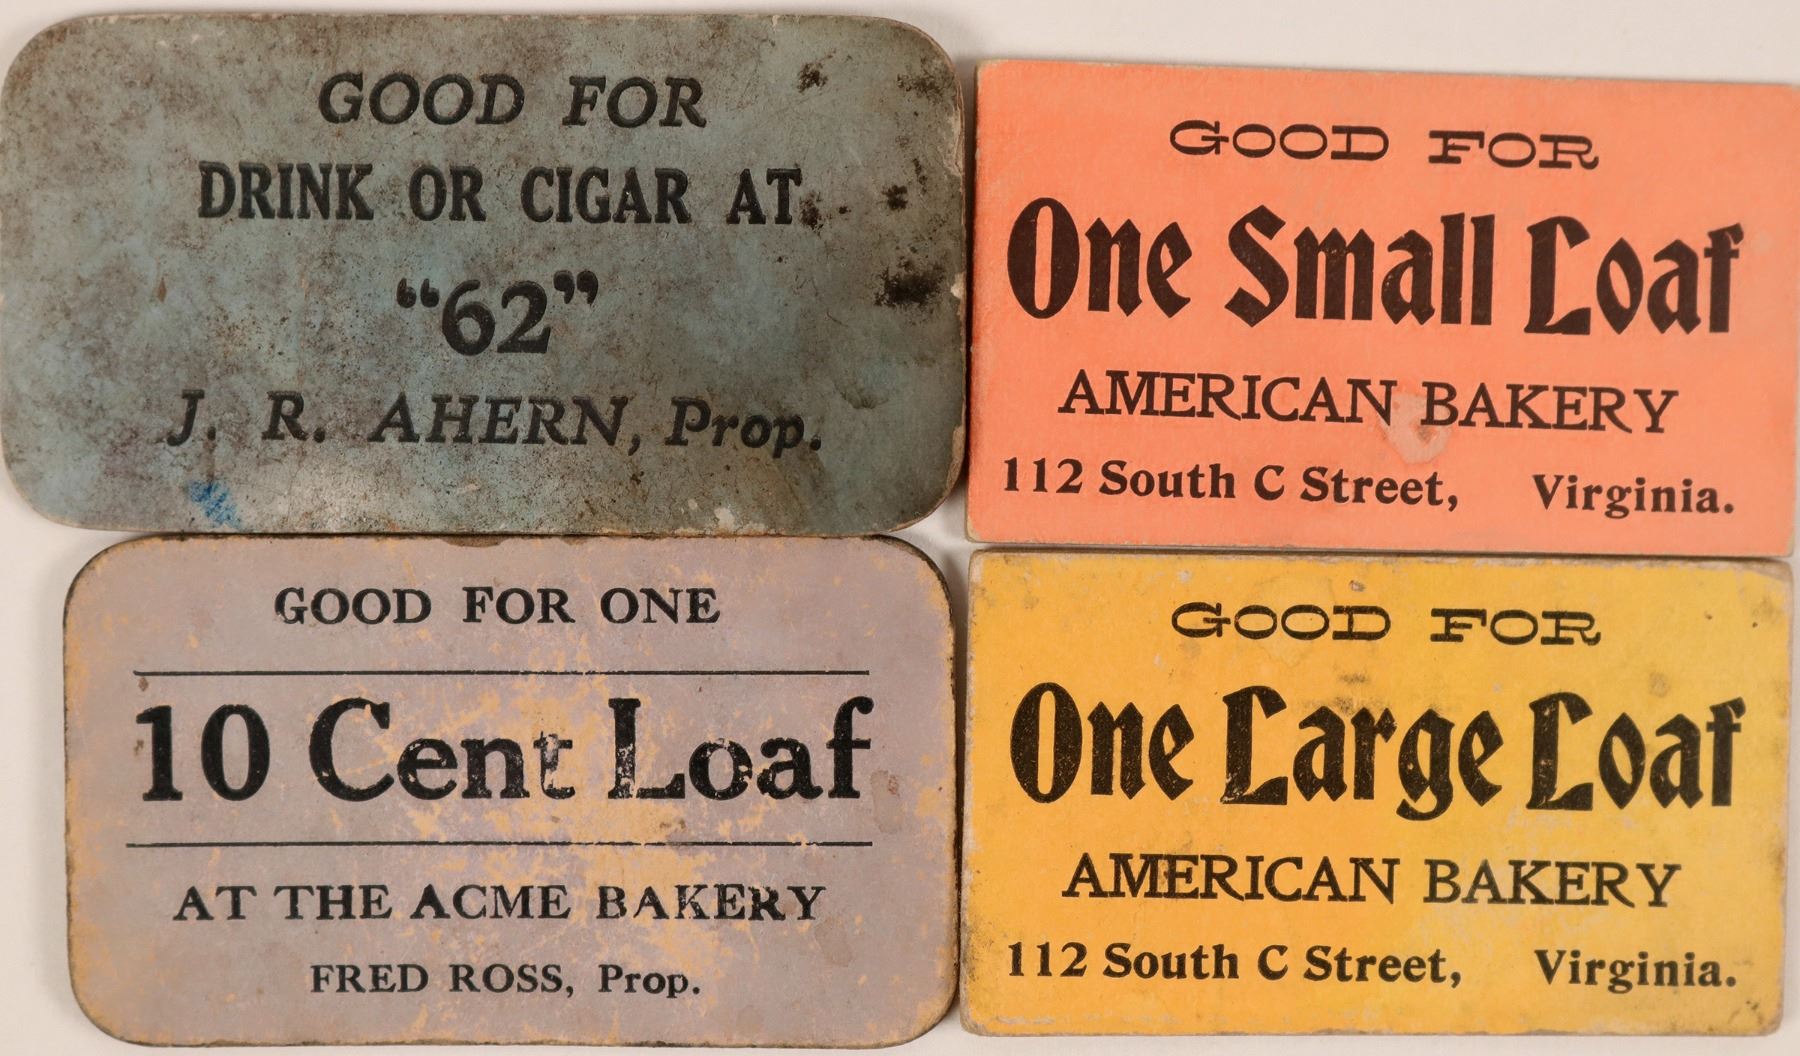 GOOD FOR
DRINK OR CIGAR AT
“62”
J. R. AHERN, Prop.
GOOD FOR
One Small Loaf
AMERICAN BAKERY
112 South C Street, Virginia.
GOOD FOR ONE
10 Cent Loaf
AT THE ACME BAKERY
FRED ROSS, Prop.
GOOD FOR
One Large Loaf
AMERICAN BAKERY
112 South C Street, Virginia.